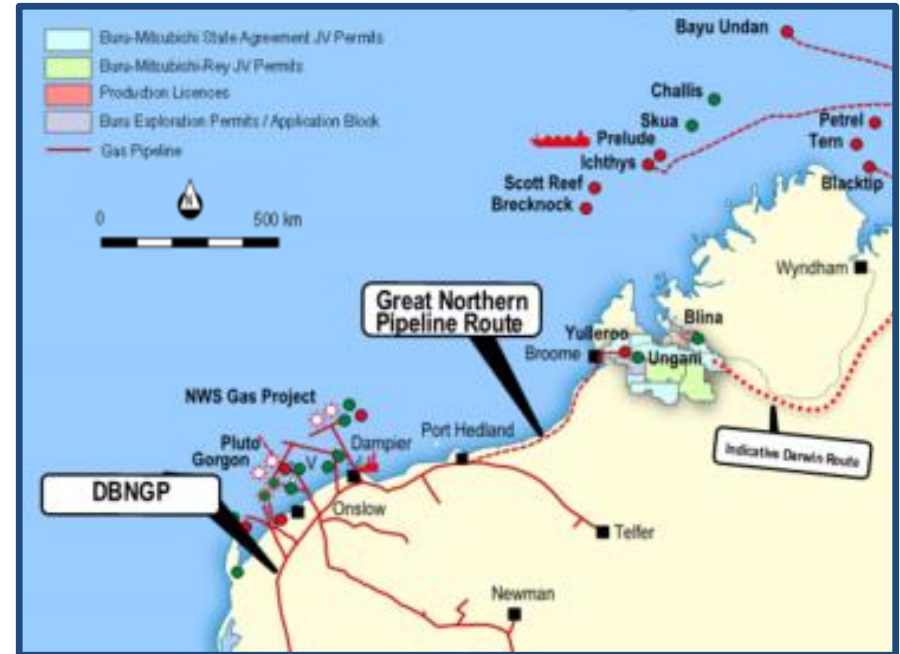 Buru-Mitsubishi State Agreement JV Permits
Buru-Mitsubishi-Rey JV Permits
Production Licences
Buru Exploration Permits / Application Block
Gas Pipeline
N
0 500 km
Bayu Undan
Challis
Skua
Petrel
Prelude
Tern
Ichthys
Blacktip
Scott Reef
Brecknock
Wyndham
Great Northern
Pipeline Route
Blina
Yulleroo
Broome
Ungani
NWS Gas Project
Port Hedland
Dampier
Pluto
Gorgon
V
Indicative Darwin Route
DBNGP
Onslow
Telfer
Newman